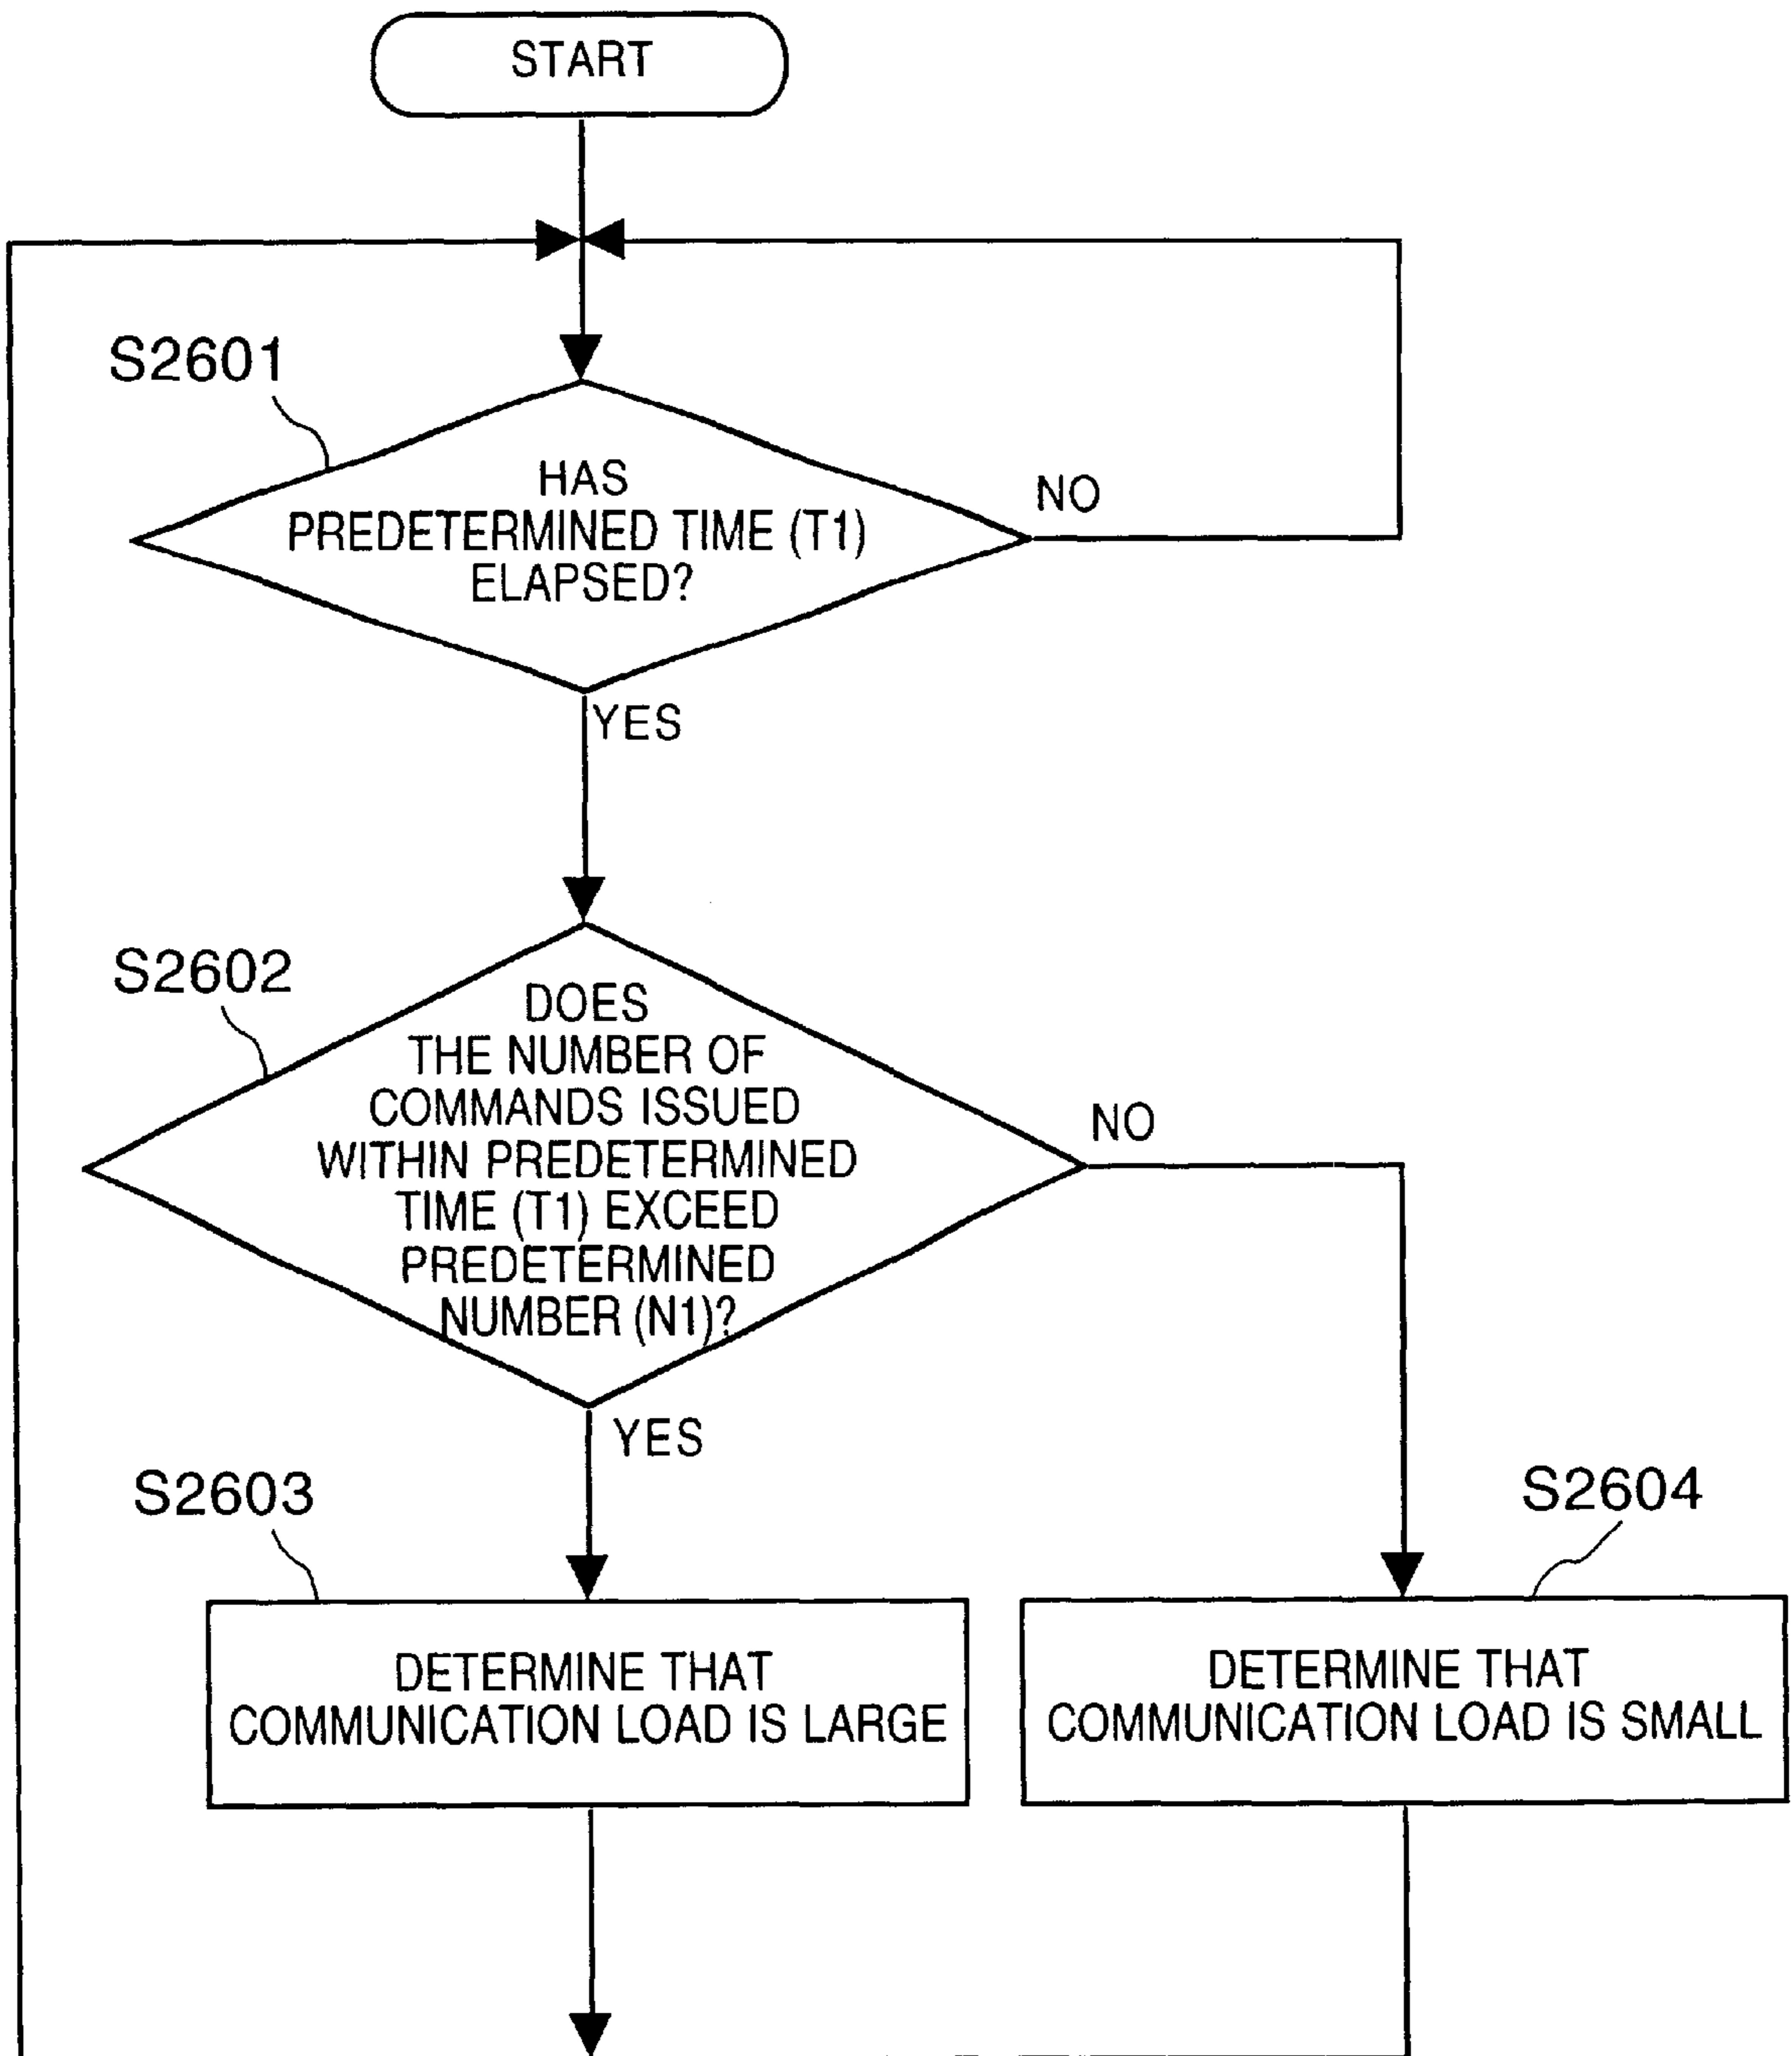 START
S2601
HAS
PREDETERMINED TIME (T1)
ELAPSED?
NO
YES
S2602
DOES
THE NUMBER OF
COMMANDS ISSUED
WITHIN PREDETERMINED
TIME (T1) EXCEED
PREDETERMINED
NUMBER (N1)?
NO
YES
S2603
S2604
DETERMINE THAT
COMMUNICATION LOAD IS LARGE
DETERMINE THAT
COMMUNICATION LOAD IS SMALL